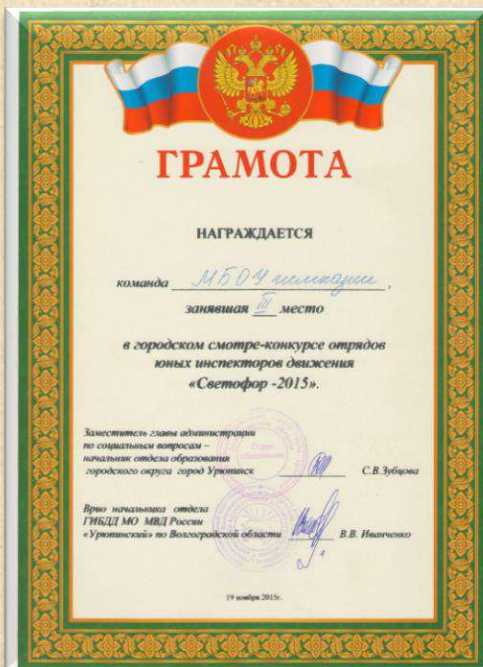 ГРАМОТА
НАГРАЖДАЕТСЯ
команда МБОУ гимназии,
занявшая III место
в городском смотре-конкурсе отрядов
юных инспекторов движения
«Светофор -2015».
Заместитель главы администрации
по социальным вопросам –
начальник отдела образования
городского округа город Урюпинск С.В.Зубцова
Врио начальника отдела
ГИБДД МО МВД России
«Урюпинский» по Волгоградской области В.В. Иванченко
19 ноября 2015г.